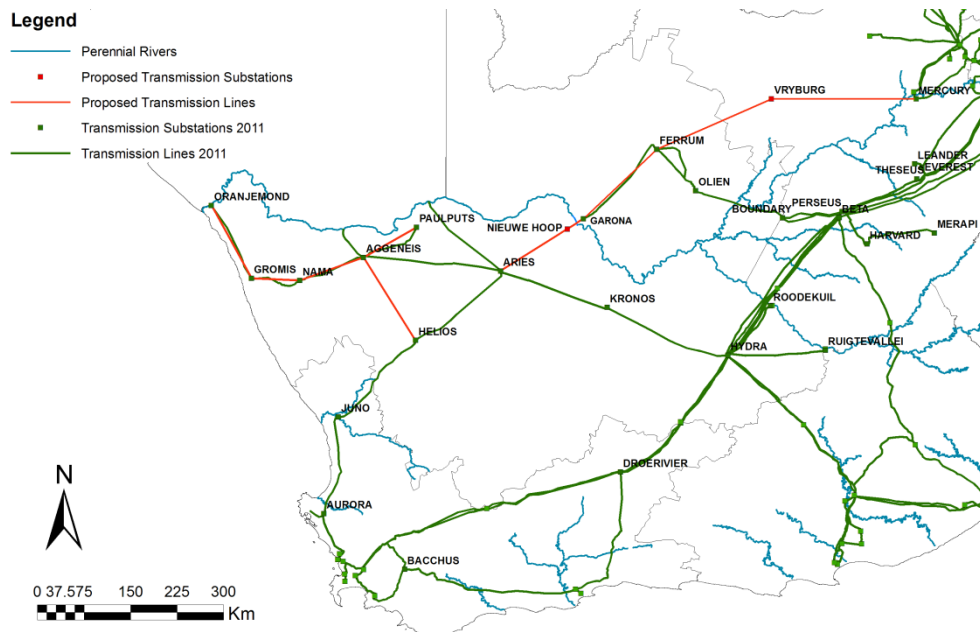 Legend
Perennial Rivers
Proposed Transmission Substations
Proposed Transmission Lines
Transmission Substations 2011
Transmission Lines 2011
VRYBURG
MERCURY
FERRUM
LEANDER
EVEREST
THESEUS
OLIEN
ORANJEMOND
PAULPUTS
NIEUWE HOOP
GARONA
BOUNDARY
PERSEUS
BETA
MERAPI
HARVARD
AGGENEIS
GROMIS
NAMA
ARIES
KRONOS
ROODEKUIL
HELIOS
HYDRA
RUIGTEVALLEI
JUNO
DROERIVIER
N
AURORA
BACCHUS
0 37.575 150 225 300
Km